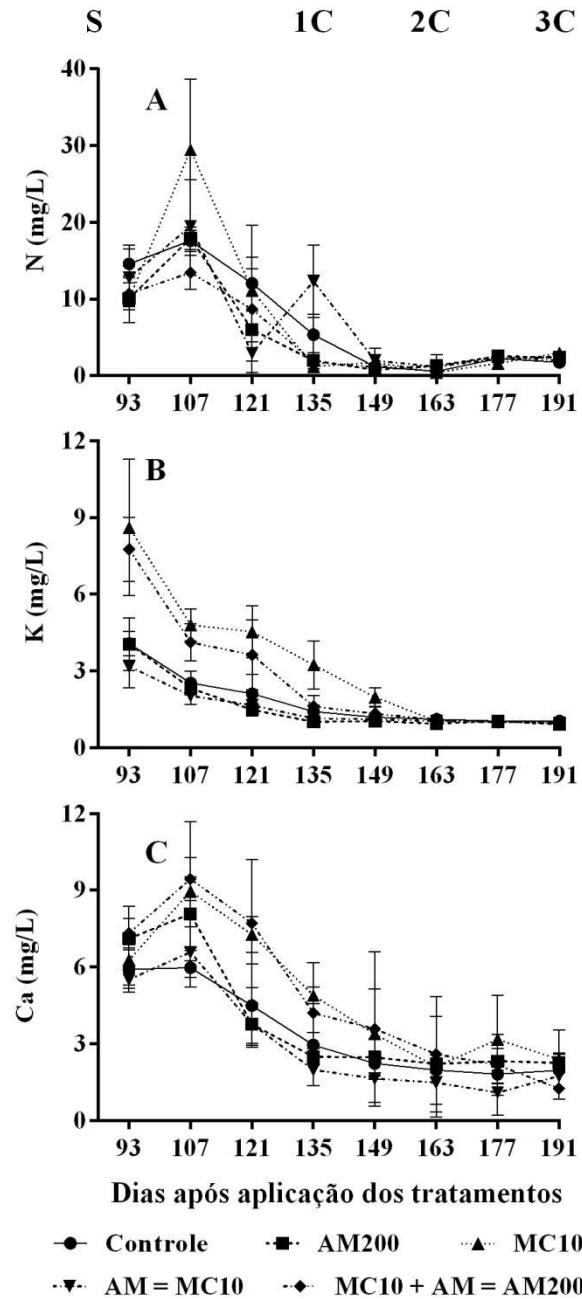 S 1C 2C 3C
40
A
30
N (mg/L)
20
10
0
93 107 121 135 149 163 177 191
12
B
9
K (mg/L)
6
3
0
93 107 121 135 149 163 177 191
12
C
9
Ca (mg/L)
6
3
0
93 107 121 135 149 163 177 191
Dias após aplicação dos tratamentos
Controle AM200 MC10
AM = MC10 MC10 + AM = AM200